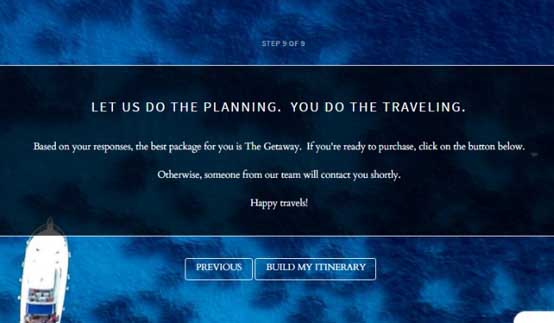 STEP 9 OF 9
LET US DO THE PLANNING. YOU DO THE TRAVELING.
Based on your responses, the best package for you is The Getaway. If you're ready to purchase, click on the button below.
Otherwise, someone from our team will contact you shortly.
Happy travels!
PREVIOUS BUILD MY ITINERARY